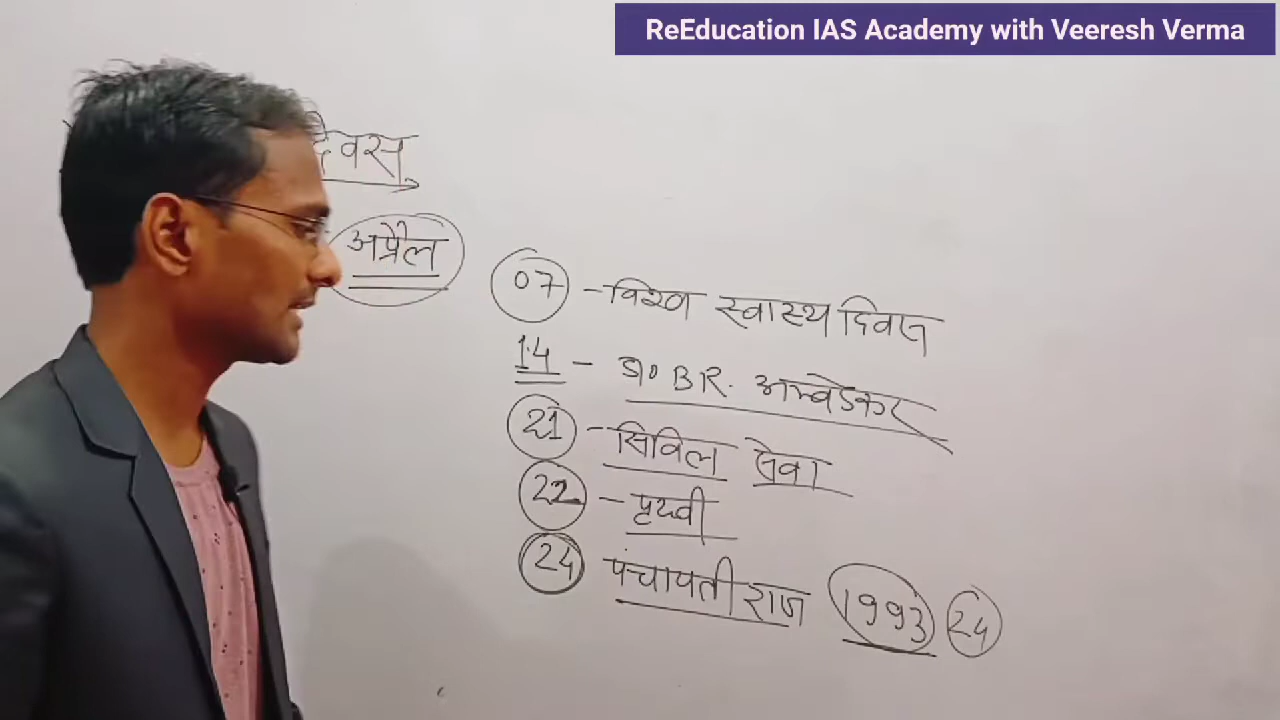 ReEducation IAS Academy with Veeresh Verma
दिवस
अप्रैल
07 - विश्व स्वास्थ्य दिवस
14 - डा० B R. अम्बेडकर
21 - सिविल सेवा
22 - पृथ्वी
24 पंचायती राज 1993 24